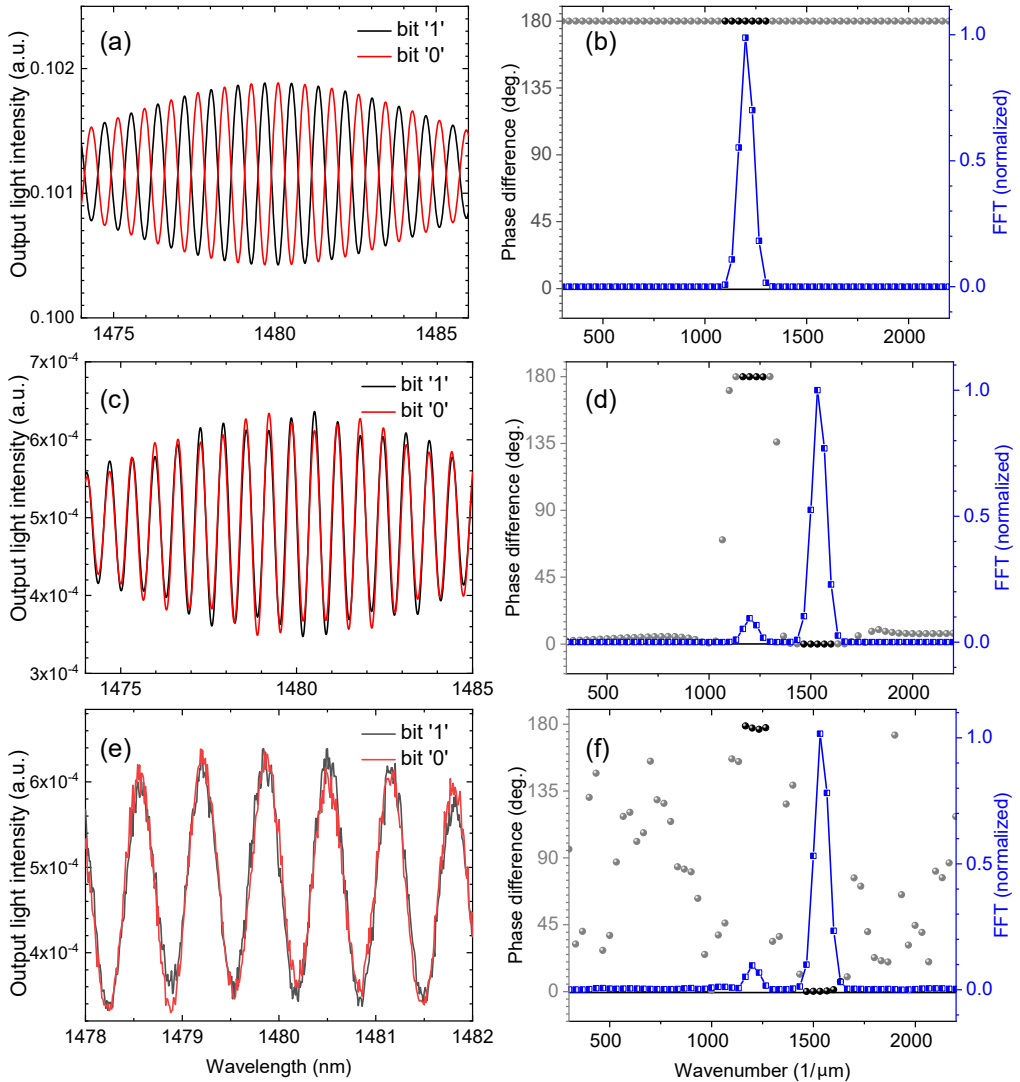 (a)
bit '1'
bit '0'
Output light intensity (a.u.)
0.102
0.101
0.100
1475
1480
1485
(b)
Phase difference (deg.)
180
135
90
45
0
500
1000
1500
2000
1.0
0.5
0.0
FFT (normalized)
(c)
bit '1'
bit '0'
Output light intensity (a.u.)
7x10⁻⁴
6x10⁻⁴
5x10⁻⁴
4x10⁻⁴
3x10⁻⁴
1475
1480
1485
(d)
Phase difference (deg.)
180
135
90
45
0
500
1000
1500
2000
1.0
0.5
0.0
FFT (normalized)
(e)
bit '1'
bit '0'
Output light intensity (a.u.)
6x10⁻⁴
5x10⁻⁴
4x10⁻⁴
1478
1479
1480
1481
1482
Wavelength (nm)
(f)
Phase difference (deg.)
180
135
90
45
0
500
1000
1500
2000
Wavenumber (1/µm)
1.0
0.5
0.0
FFT (normalized)